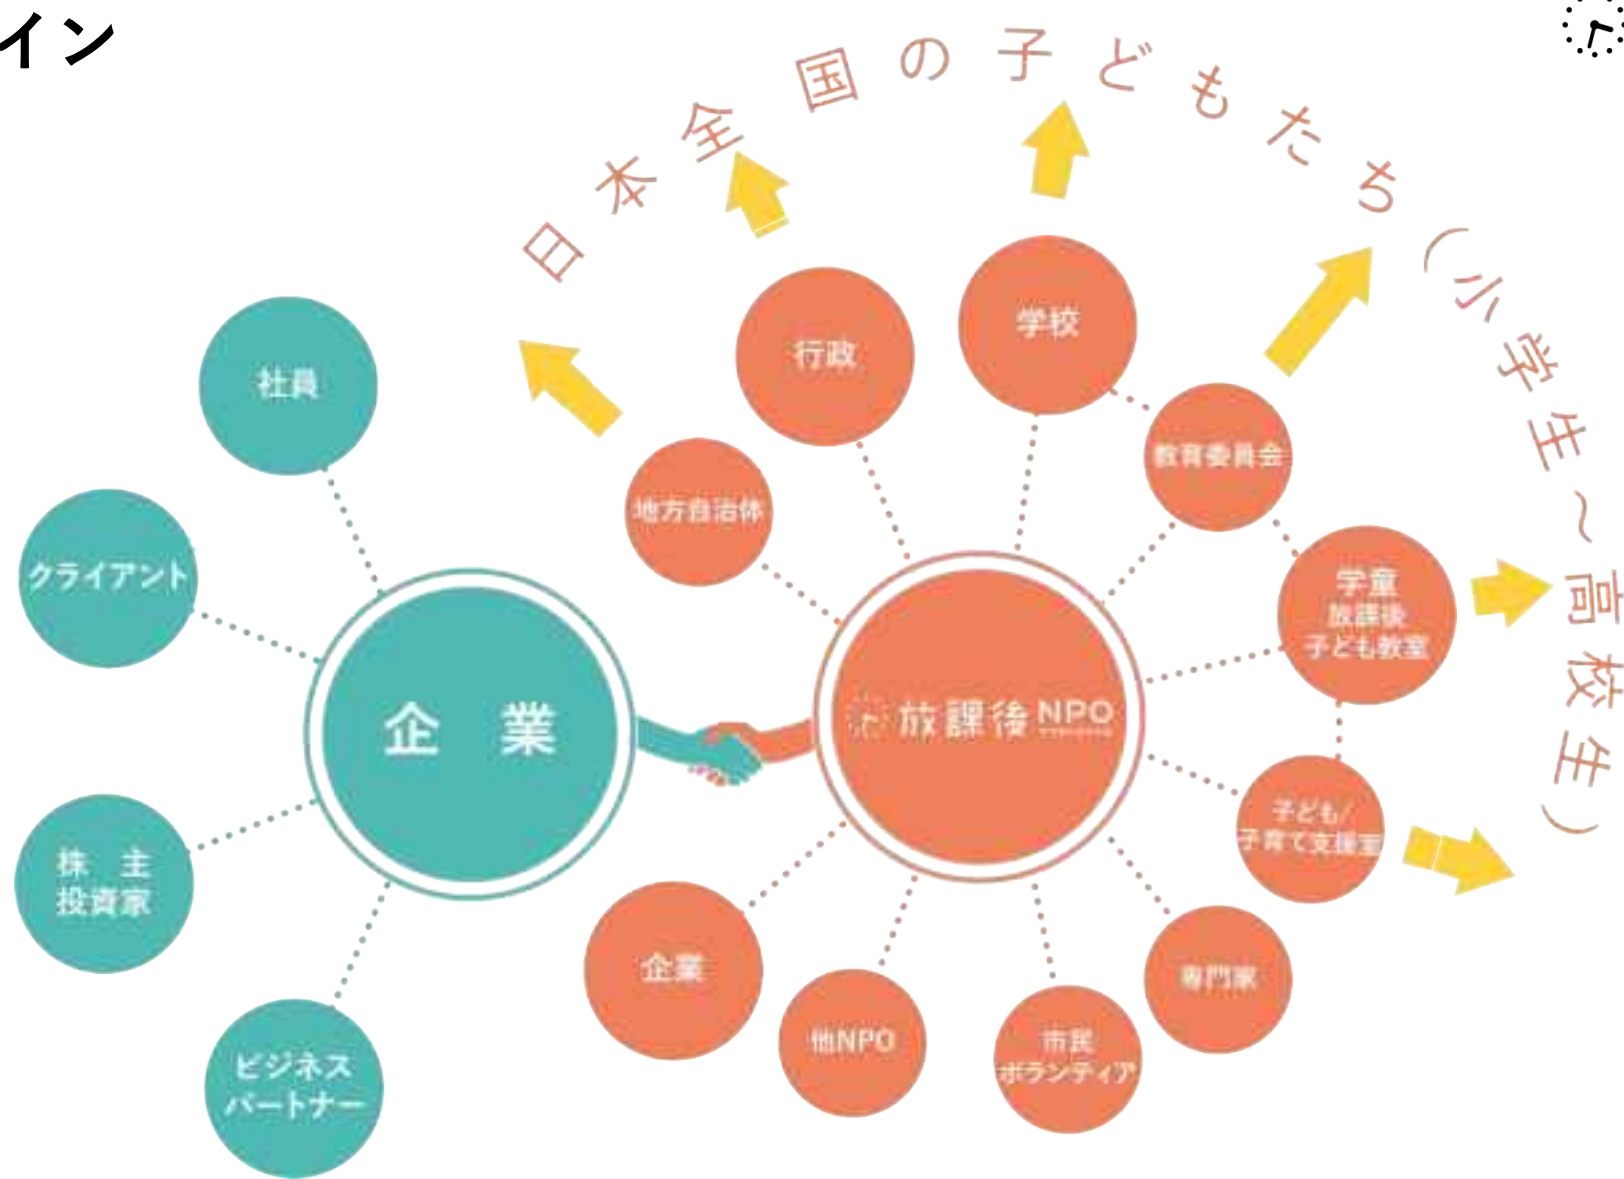 イン
日本全国の子どもたち（小学生～高校生）
社員
クライアント
株　主
投資家
ビジネス
パートナー
企　業
放課後NPO
地方自治体
行政
学校
教育委員会
学童
放課後
子ども教室
子ども/
子育て支援室
専門家
市民
ボランティア
他NPO
企業